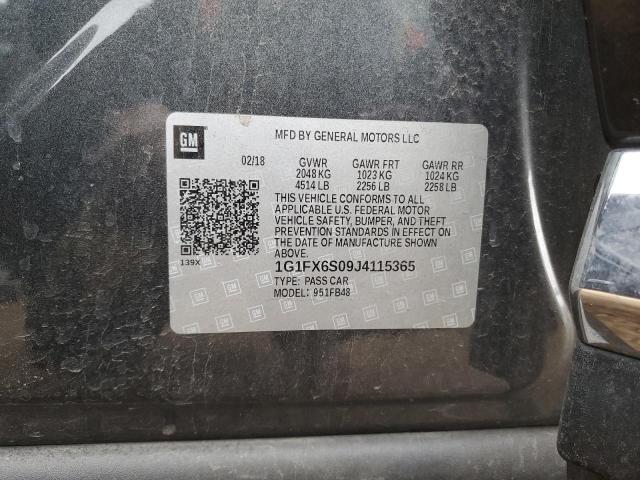 GM
MFD BY GENERAL MOTORS LLC
02/18 GVWR GAWR FRT GAWR RR
2048 KG 1023 KG 1024 KG
4514 LB 2256 LB 2258 LB
THIS VEHICLE CONFORMS TO ALL
APPLICABLE U.S. FEDERAL MOTOR
VEHICLE SAFETY, BUMPER, AND THEFT
PREVENTION STANDARDS IN EFFECT ON
THE DATE OF MANUFACTURE SHOWN
ABOVE.
139X
1G1FX6S09J4115365
TYPE: PASS CAR
MODEL: 951FB48